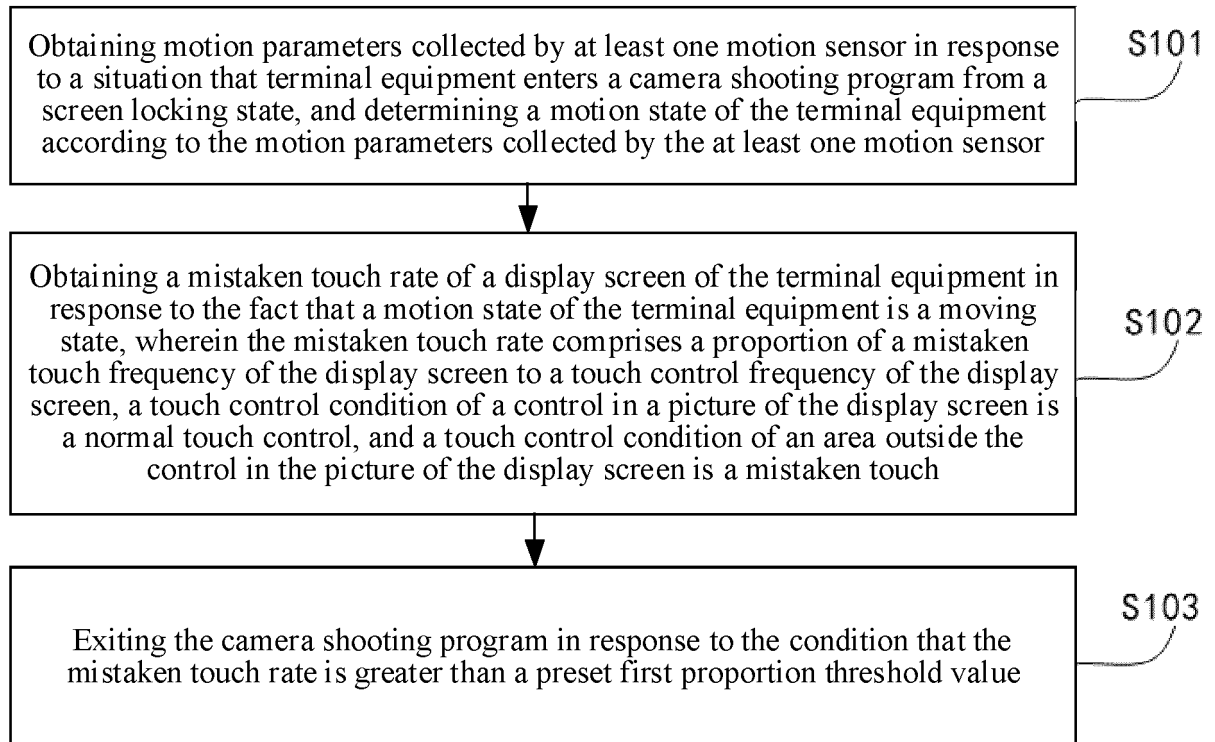 Obtaining motion parameters collected by at least one motion sensor in response
to a situation that terminal equipment enters a camera shooting program from a
screen locking state, and determining a motion state of the terminal equipment
according to the motion parameters collected by the at least one motion sensor
S101
Obtaining a mistaken touch rate of a display screen of the terminal equipment in
response to the fact that a motion state of the terminal equipment is a moving
state, wherein the mistaken touch rate comprises a proportion of a mistaken
touch frequency of the display screen to a touch control frequency of the display
screen, a touch control condition of a control in a picture of the display screen is
a normal touch control, and a touch control condition of an area outside the
control in the picture of the display screen is a mistaken touch
S102
Exiting the camera shooting program in response to the condition that the
mistaken touch rate is greater than a preset first proportion threshold value
S103